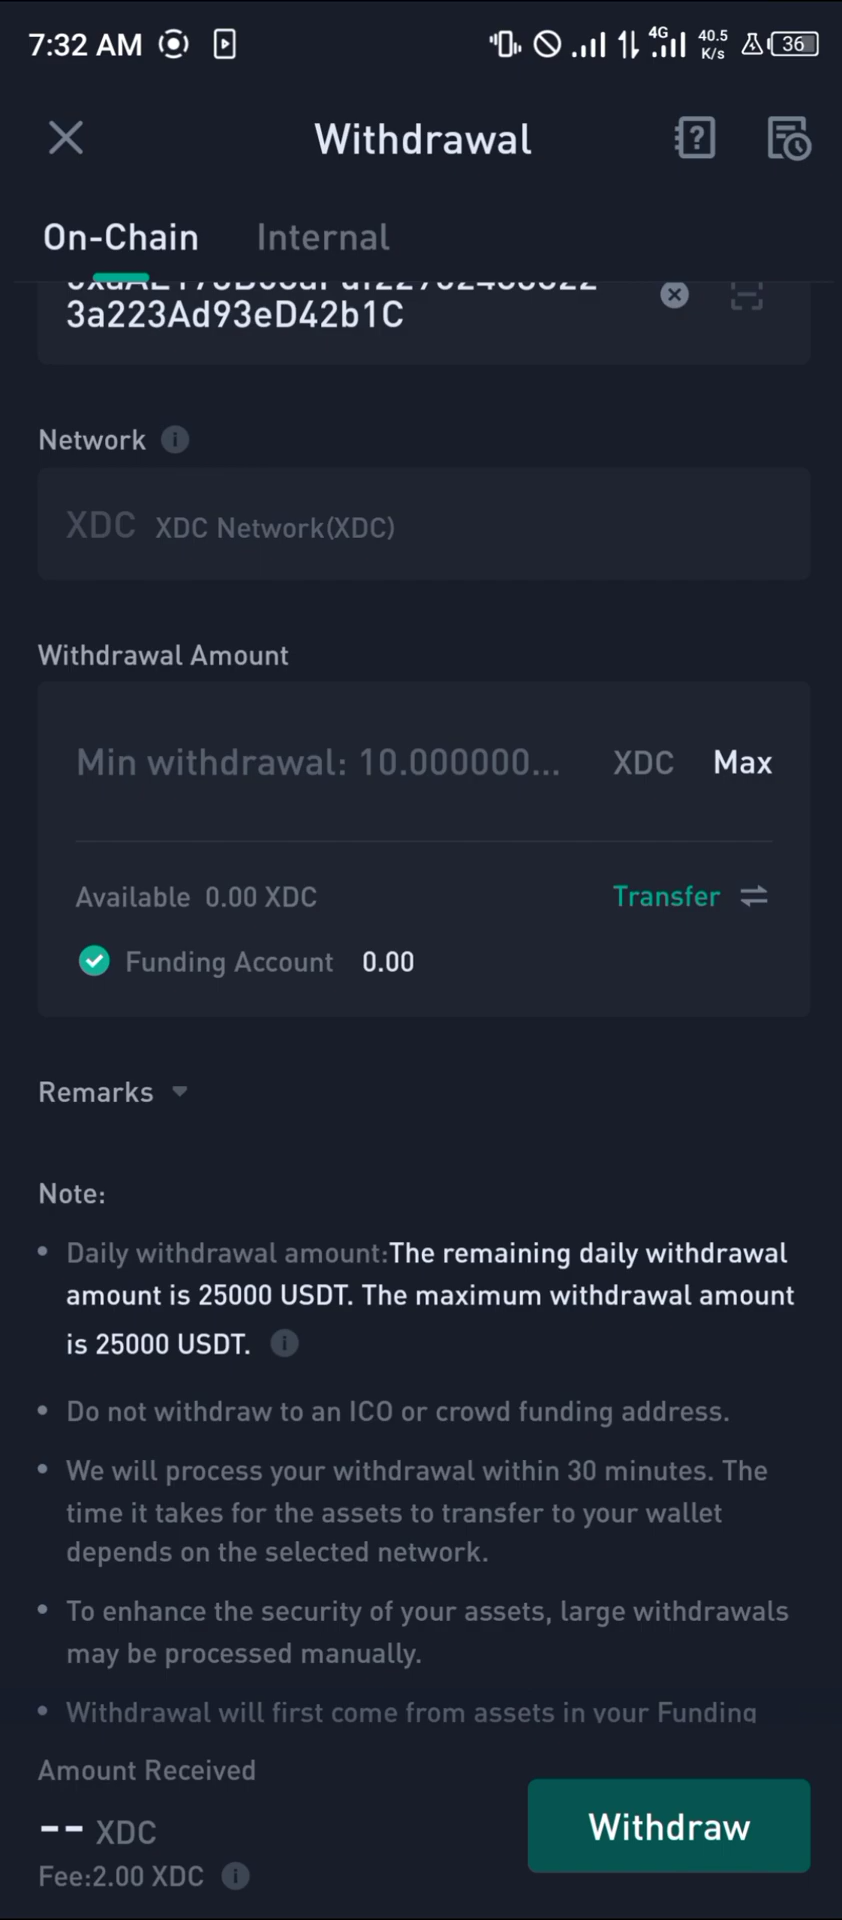 7:32 AM
4G
40.5
K/s
36
Withdrawal
On-Chain Internal
3a223Ad93eD42b1C
Network
XDC XDC Network(XDC)
Withdrawal Amount
Min withdrawal: 10.000000... XDC Max
Available 0.00 XDC Transfer
Funding Account 0.00
Remarks
Note:
• Daily withdrawal amount:The remaining daily withdrawal
amount is 25000 USDT. The maximum withdrawal amount
is 25000 USDT.
• Do not withdraw to an ICO or crowd funding address.
• We will process your withdrawal within 30 minutes. The
time it takes for the assets to transfer to your wallet
depends on the selected network.
• To enhance the security of your assets, large withdrawals
may be processed manually.
• Withdrawal will first come from assets in your Funding
Amount Received
-- XDC
Withdraw
Fee:2.00 XDC